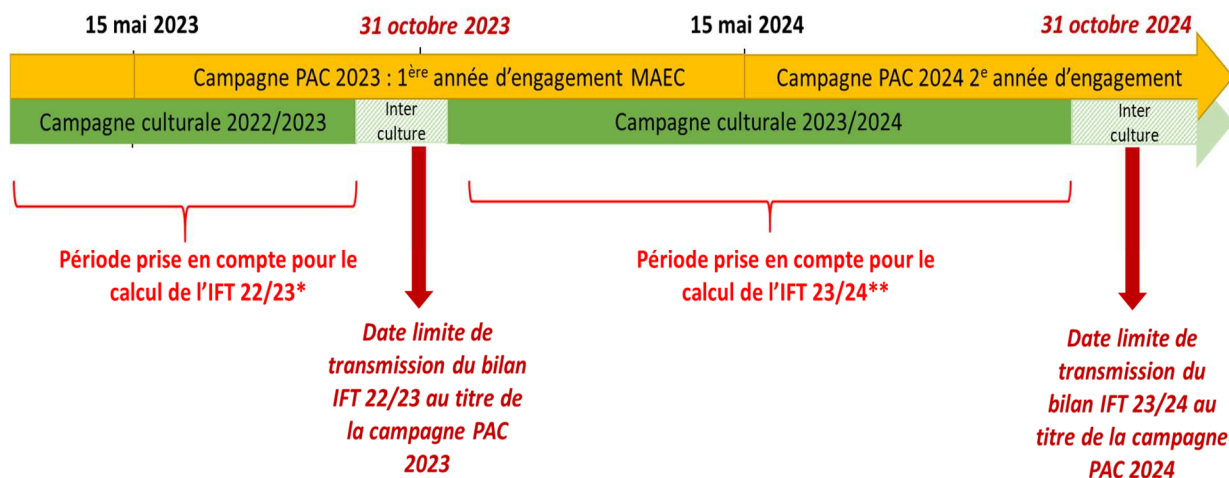 15 mai 2023
31 octobre 2023
15 mai 2024
31 octobre 2024
Campagne PAC 2023 : 1ère année d’engagement MAEC
Campagne PAC 2024 2e année d’engagement
Campagne culturale 2022/2023
Inter
culture
Campagne culturale 2023/2024
Inter
culture
Période prise en compte pour le
calcul de l’IFT 22/23*
Période prise en compte pour le
calcul de l’IFT 23/24**
Date limite de
transmission du bilan
IFT 22/23 au titre de
la campagne PAC
2023
Date limite de
transmission du
bilan IFT 23/24 au
titre de la campagne
PAC 2024